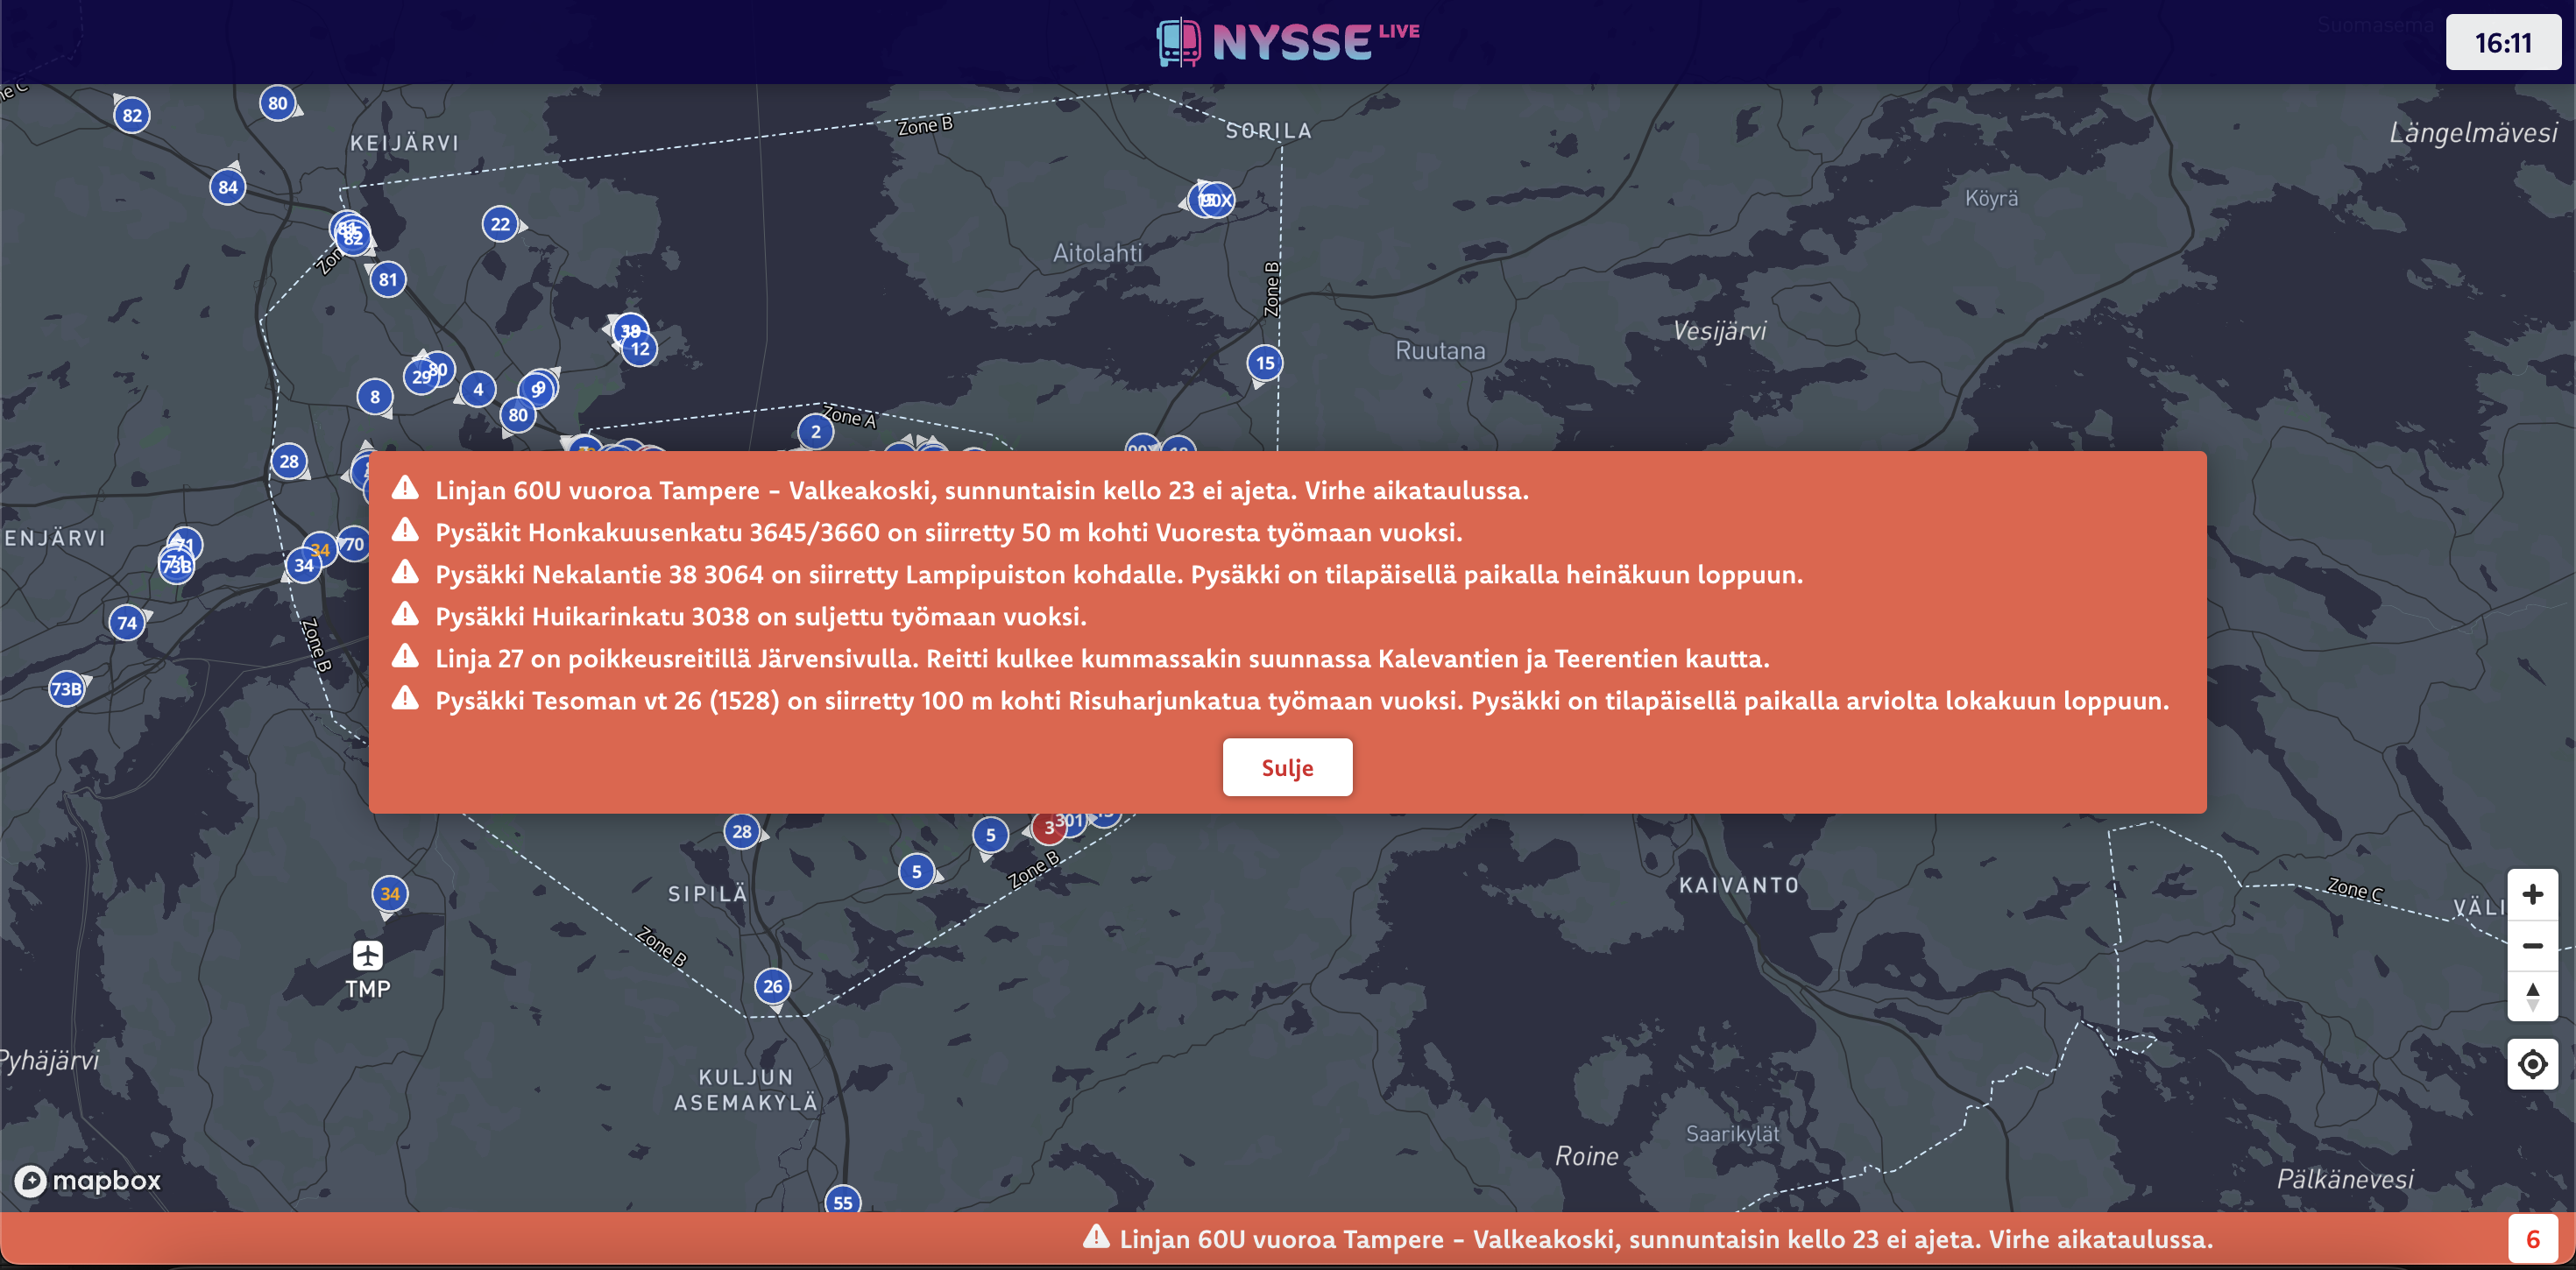 NYSSE LIVE
Suomasema
16:11
ne C
82
80
KEIJÄRVI
Zone B
SORILA
Längelmävesi
84
Köyrä
22
90X
82
Aitolahti
81
Zone B
39
12
Vesijärvi
Ruutana
15
29
80
4
9
9
8
80
Zone A
2
28
Linjan 60U vuoroa Tampere – Valkeakoski, sunnuntaisin kello 23 ei ajeta. Virhe aikataulussa.
Pysäkit Honkakuusenkatu 3645/3660 on siirretty 50 m kohti Vuoresta työmaan vuoksi.
Pysäkki Nekalantie 38 3064 on siirretty Lampipuiston kohdalle. Pysäkki on tilapäisellä paikalla heinäkuun loppuun.
Pysäkki Huikarinkatu 3038 on suljettu työmaan vuoksi.
Linja 27 on poikkeusreitillä Järvensivulla. Reitti kulkee kummassakin suunnassa Kalevantien ja Teerentien kautta.
Pysäkki Tesoman vt 26 (1528) on siirretty 100 m kohti Risuharjunkatua työmaan vuoksi. Pysäkki on tilapäisellä paikalla arviolta lokakuun loppuun.
Sulje
ENJÄRVI
71
71
73B
34
70
34
74
Zone B
73B
28
5
3
301
5
Zone B
SIPILÄ
KAIVANTO
Zone C
VÄLI
34
Zone B
TMP
26
Pyhäjärvi
KULJUN
ASEMAKYLÄ
Saarikylät
Roine
Pälkänevesi
mapbox
55
Linjan 60U vuoroa Tampere – Valkeakoski, sunnuntaisin kello 23 ei ajeta. Virhe aikataulussa.
6